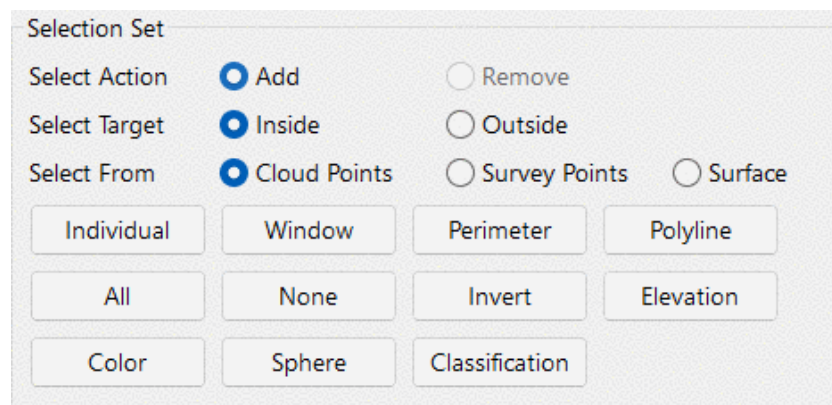 Selection Set
Select Action Add Remove
Select Target Inside Outside
Select From Cloud Points Survey Points Surface
Individual Window Perimeter Polyline
All None Invert Elevation
Color Sphere Classification